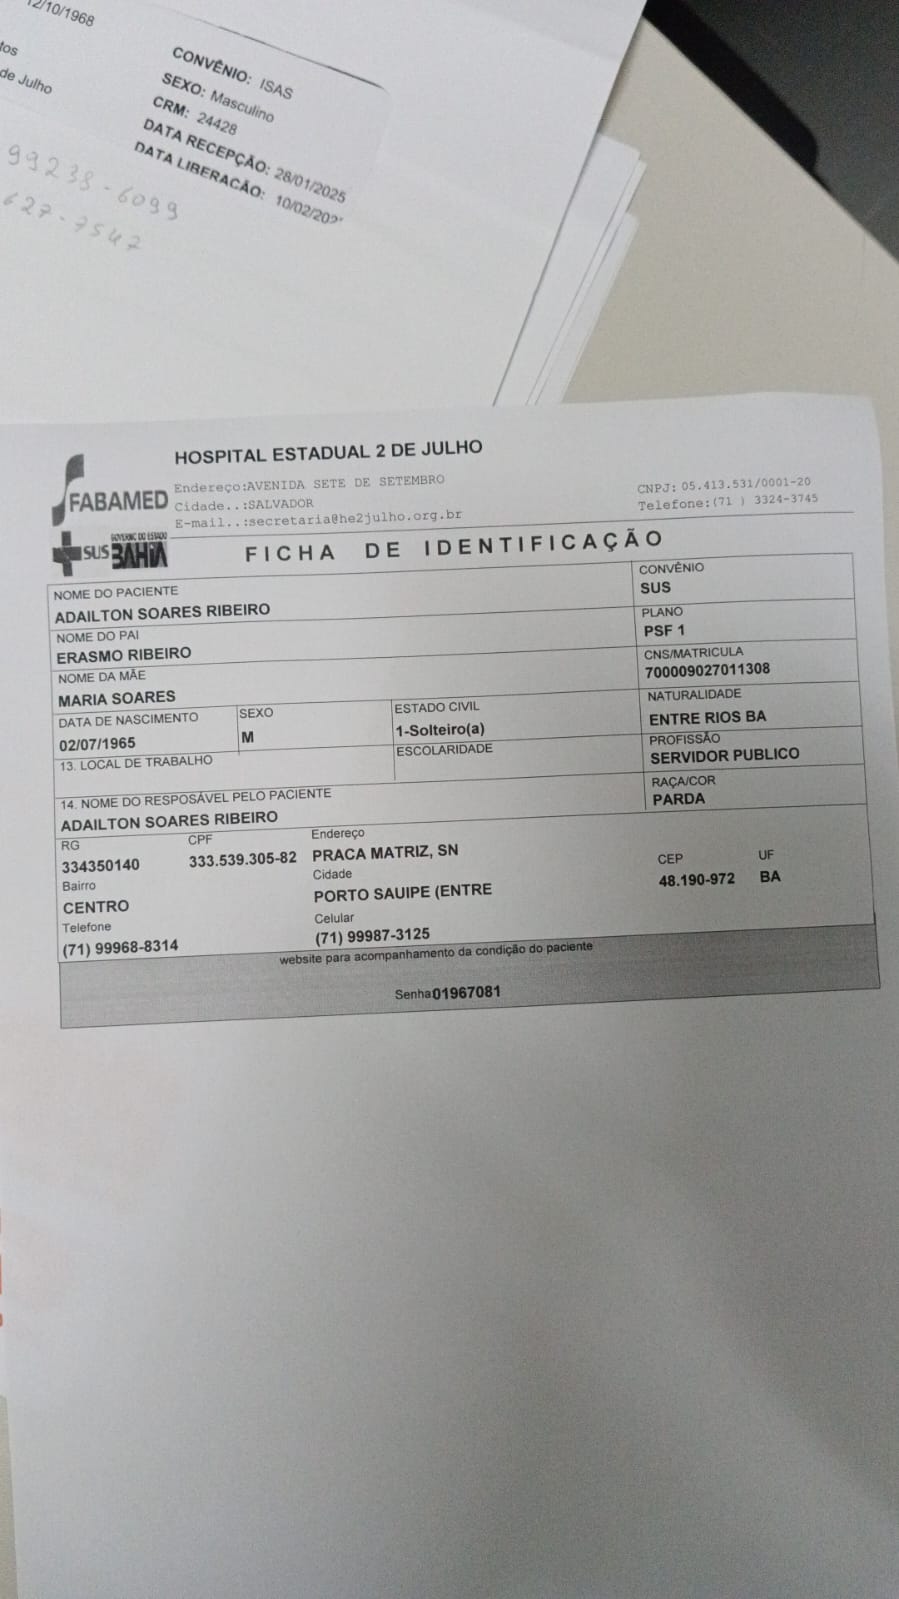 12/10/1968
tos
de Julho
CONVÊNIO: ISAS
SEXO: Masculino
CRM: 24428
DATA RECEPÇÃO: 28/01/2025
DATA LIBERACÃO: 10/02/202
99238-6099
627-7547
HOSPITAL ESTADUAL 2 DE JULHO
FABAMED
Endereço:AVENIDA SETE DE SETEMBRO
Cidade..:SALVADOR
E-mail..:secretaria@he2julho.org.br
CNPJ: 05.413.531/0001-20
Telefone:(71 ) 3324-3745
SUS
GOVERNO DO ESTADO
BAHIA
FICHA DE IDENTIFICAÇÃO
NOME DO PACIENTE
ADAILTON SOARES RIBEIRO
CONVÊNIO
SUS
NOME DO PAI
ERASMO RIBEIRO
PLANO
PSF 1
NOME DA MÃE
MARIA SOARES
CNS/MATRICULA
700009027011308
DATA DE NASCIMENTO
02/07/1965
SEXO
M
ESTADO CIVIL
1-Solteiro(a)
NATURALIDADE
ENTRE RIOS BA
13. LOCAL DE TRABALHO
ESCOLARIDADE
PROFISSÃO
SERVIDOR PUBLICO
14. NOME DO RESPOSÁVEL PELO PACIENTE
ADAILTON SOARES RIBEIRO
RAÇA/COR
PARDA
RG
334350140
CPF
333.539.305-82
Endereço
PRACA MATRIZ, SN
Bairro
CENTRO
Cidade
PORTO SAUIPE (ENTRE
CEP
48.190-972
UF
BA
Telefone
(71) 99968-8314
Celular
(71) 99987-3125
website para acompanhamento da condição do paciente
Senha01967081